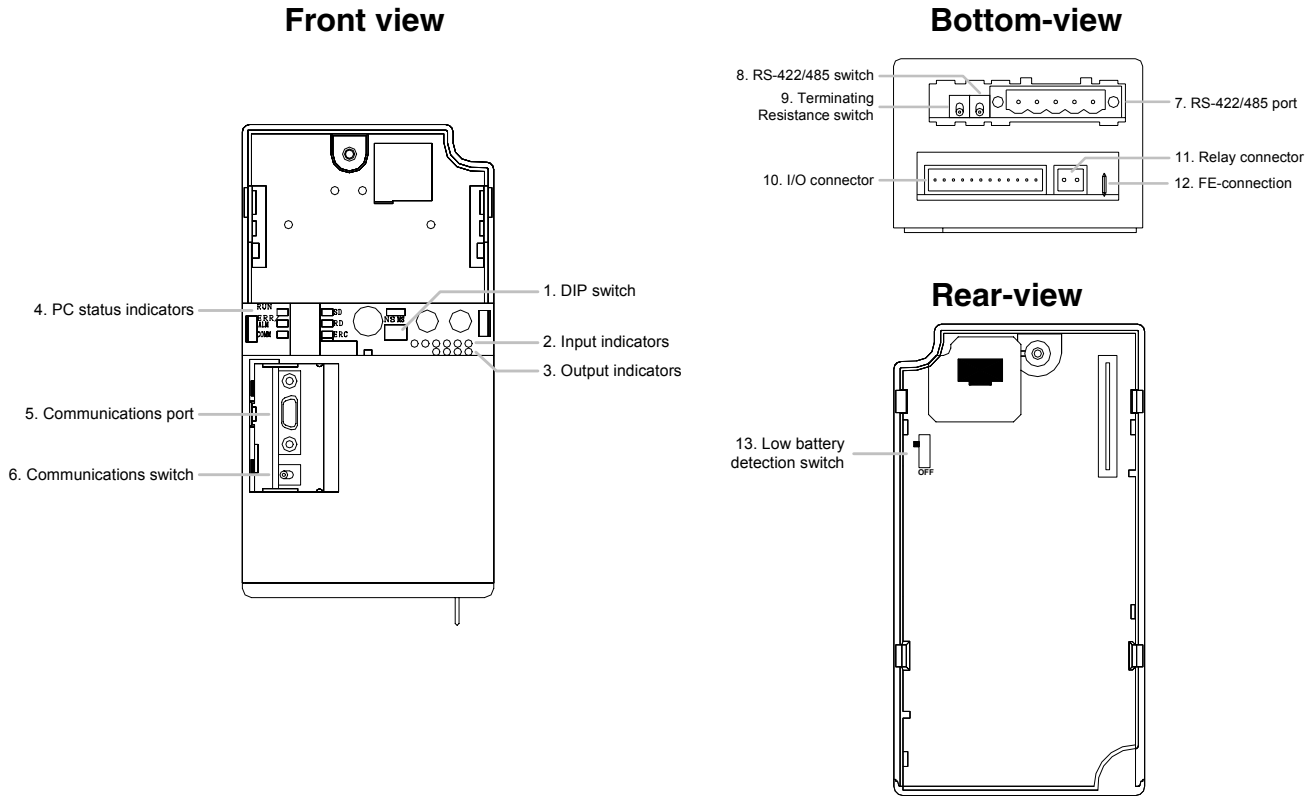 Front view
Bottom-view
8. RS-422/485 switch
9. Terminating
Resistance switch
7. RS-422/485 port
11. Relay connector
10. I/O connector
12. FE-connection
Rear-view
1. DIP switch
4. PC status indicators
RUN
ERR
ALM
COMM
SD
RD
ERC
NS MS
2. Input indicators
3. Output indicators
5. Communications port
6. Communications switch
13. Low battery
detection switch
OFF